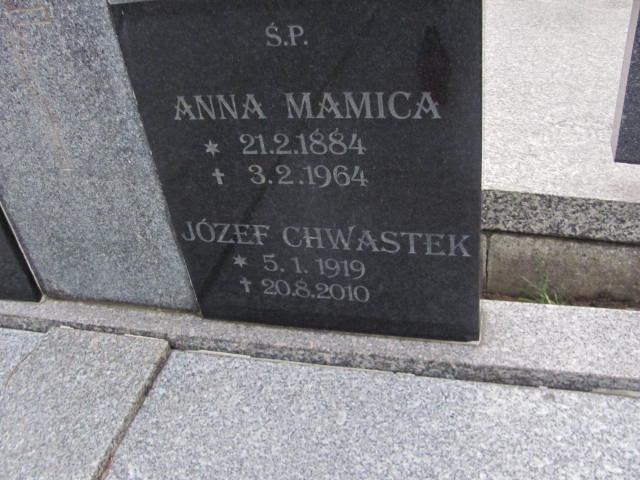 Ś.P.
ANNA MAMICA
* 21.2.1884
† 3.2.1964
JÓZEF CHWASTEK
* 5.1.1919
† 20.8.2010